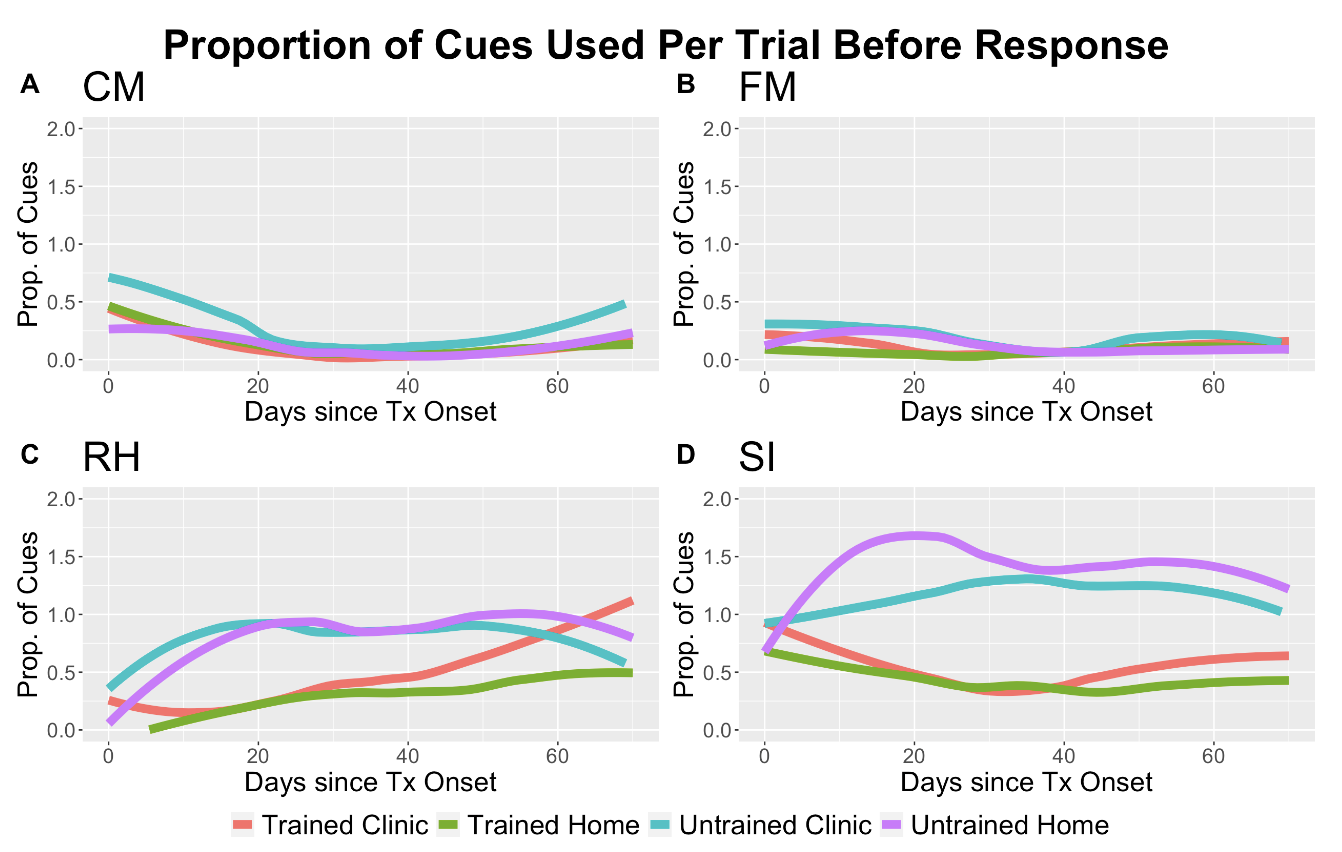 Proportion of Cues Used Per Trial Before Response
A CM
B FM
Prop. of Cues
2.0
1.5
1.0
0.5
0.0
0 20 40 60
Days since Tx Onset
Prop. of Cues
2.0
1.5
1.0
0.5
0.0
0 20 40 60
Days since Tx Onset
C RH
D SI
Prop. of Cues
2.0
1.5
1.0
0.5
0.0
0 20 40 60
Days since Tx Onset
Prop. of Cues
2.0
1.5
1.0
0.5
0.0
0 20 40 60
Days since Tx Onset
Trained Clinic Trained Home Untrained Clinic Untrained Home